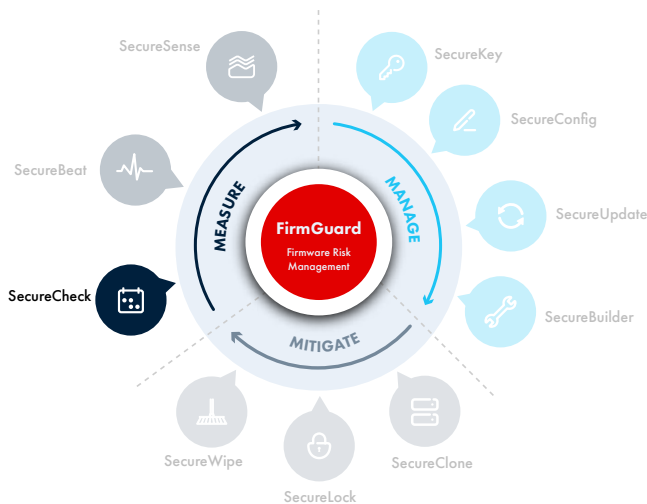 SecureSense
SecureKey
SecureConfig
SecureBeat
MEASURE
MANAGE
SecureUpdate
FirmGuard
Firmware Risk
Management
SecureCheck
SecureBuilder
MITIGATE
SecureWipe
SecureClone
SecureLock